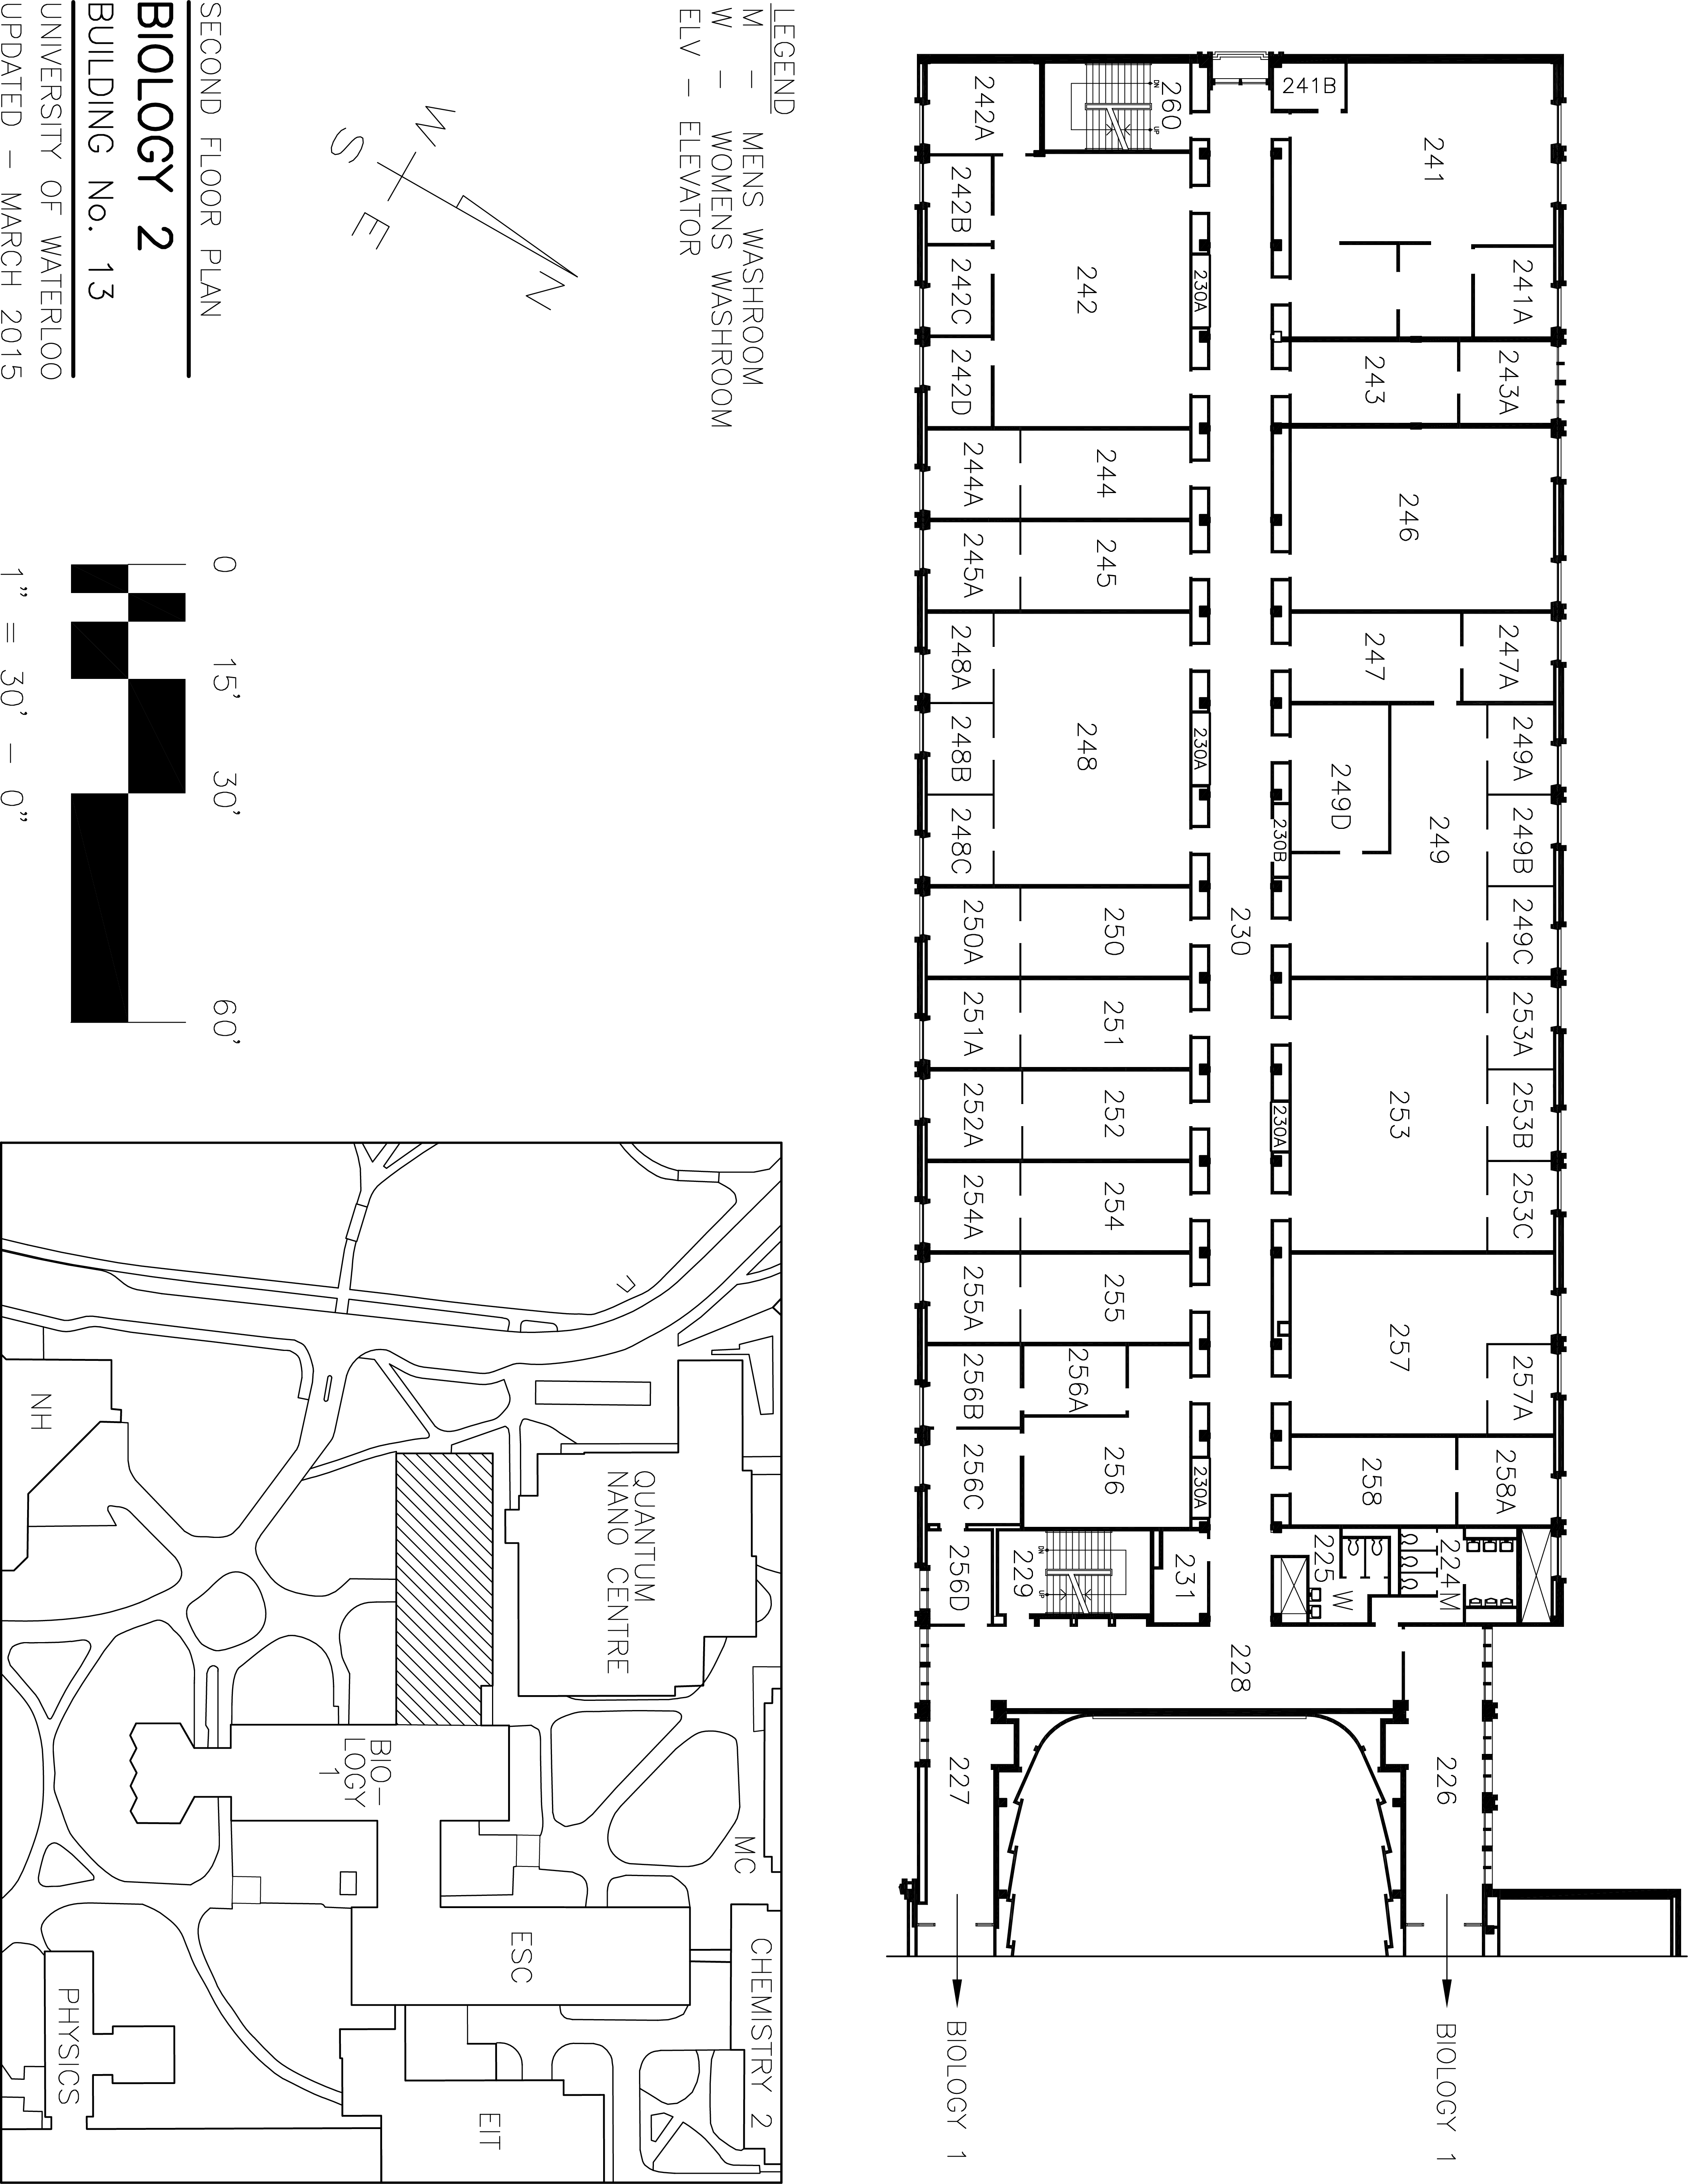 241B
241
260
242A
242B
230A
242
242C
241A
242D
243
243A
244A
244
246
245A
245
248A
247
247A
248B
248
230A
249D
249A
248C
230B
249
249B
250A
250
230
249C
251A
251
253A
252A
252
230A
253
253B
254A
254
253C
255A
255
257
256B
256A
257A
256C
256
230A
258
258A
256D
229
231
225 W
224M
DN
UP
DN
UP
228
227
226
BIOLOGY 1
BIOLOGY 1
LEGEND
M – MENS WASHROOM
W – WOMENS WASHROOM
ELV – ELEVATOR
W
S
E
N
SECOND FLOOR PLAN
BIOLOGY 2
BUILDING No. 13
UNIVERSITY OF WATERLOO
UPDATED – MARCH 2015
0 15' 30' 60'
1" = 30' – 0"
QUANTUM
NANO CENTRE
NH
BIO–
LOGY
1
MC
ESC
CHEMISTRY 2
PHYSICS
EIT